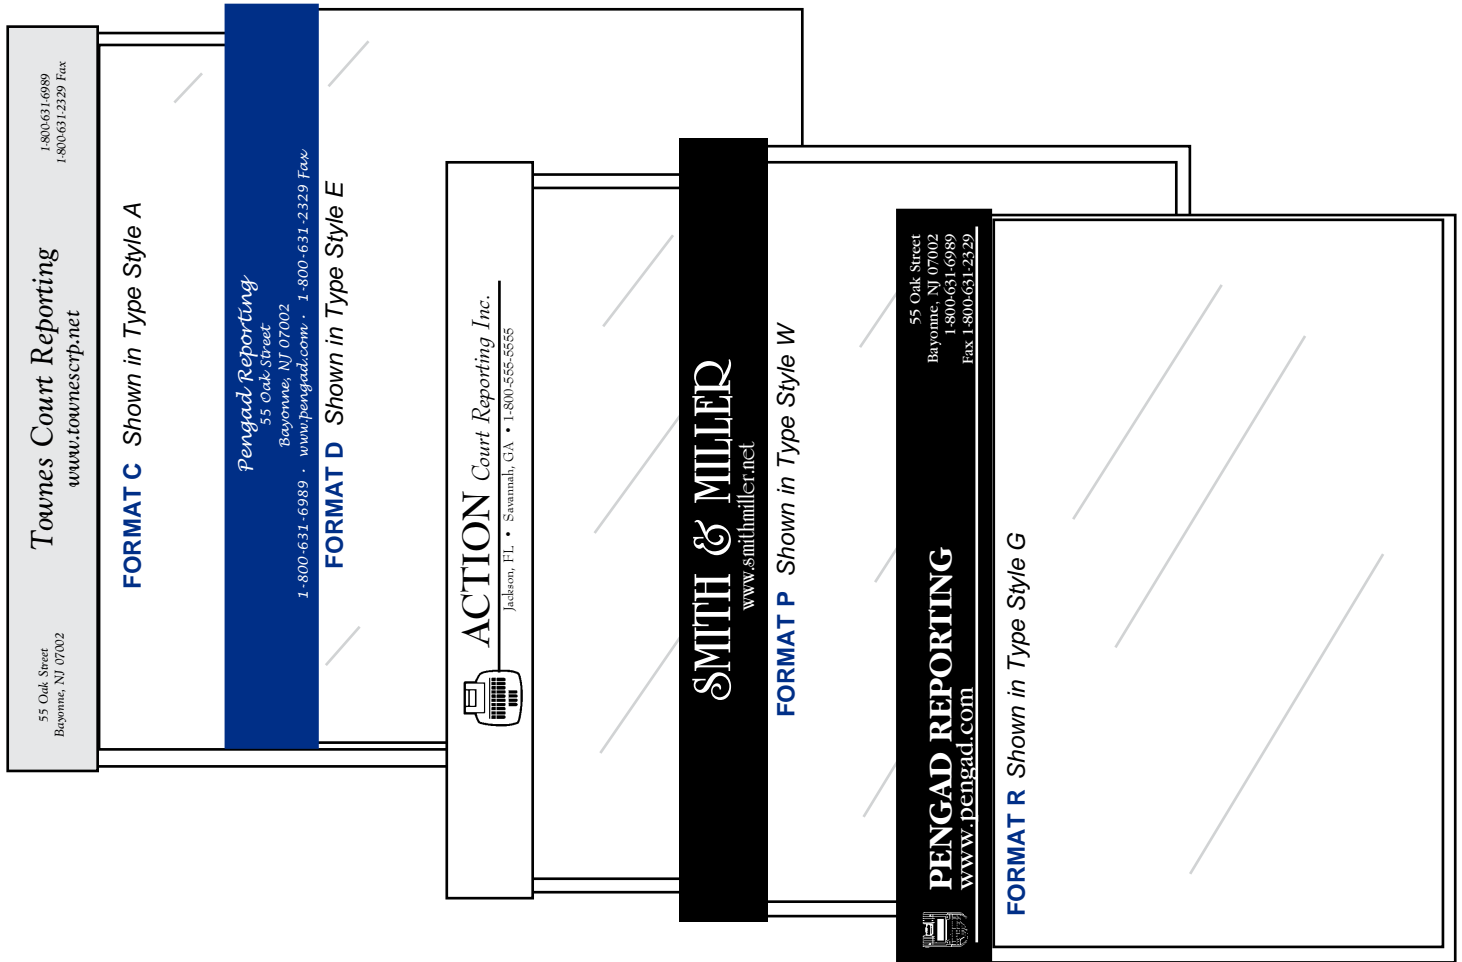 55 Oak Street
Bayonne, NJ 07002
Townes Court Reporting
www.townescrp.net
1-800-631-6989
1-800-631-2329 Fax
FORMAT C Shown in Type Style A
Pengad Reporting
55 Oak Street
Bayonne, NJ 07002
1-800-631-6989 · www.pengad.com · 1-800-631-2329 Fax
FORMAT D Shown in Type Style E
ACTION Court Reporting Inc.
Jackson, FL • Savannah, GA • 1-800-555-5555
SMITH & MILLER
www.smithmiller.net
FORMAT P Shown in Type Style W
PENGAD REPORTING
www.pengad.com
55 Oak Street
Bayonne, NJ 07002
1-800-631-6989
Fax 1-800-631-2329
FORMAT R Shown in Type Style G